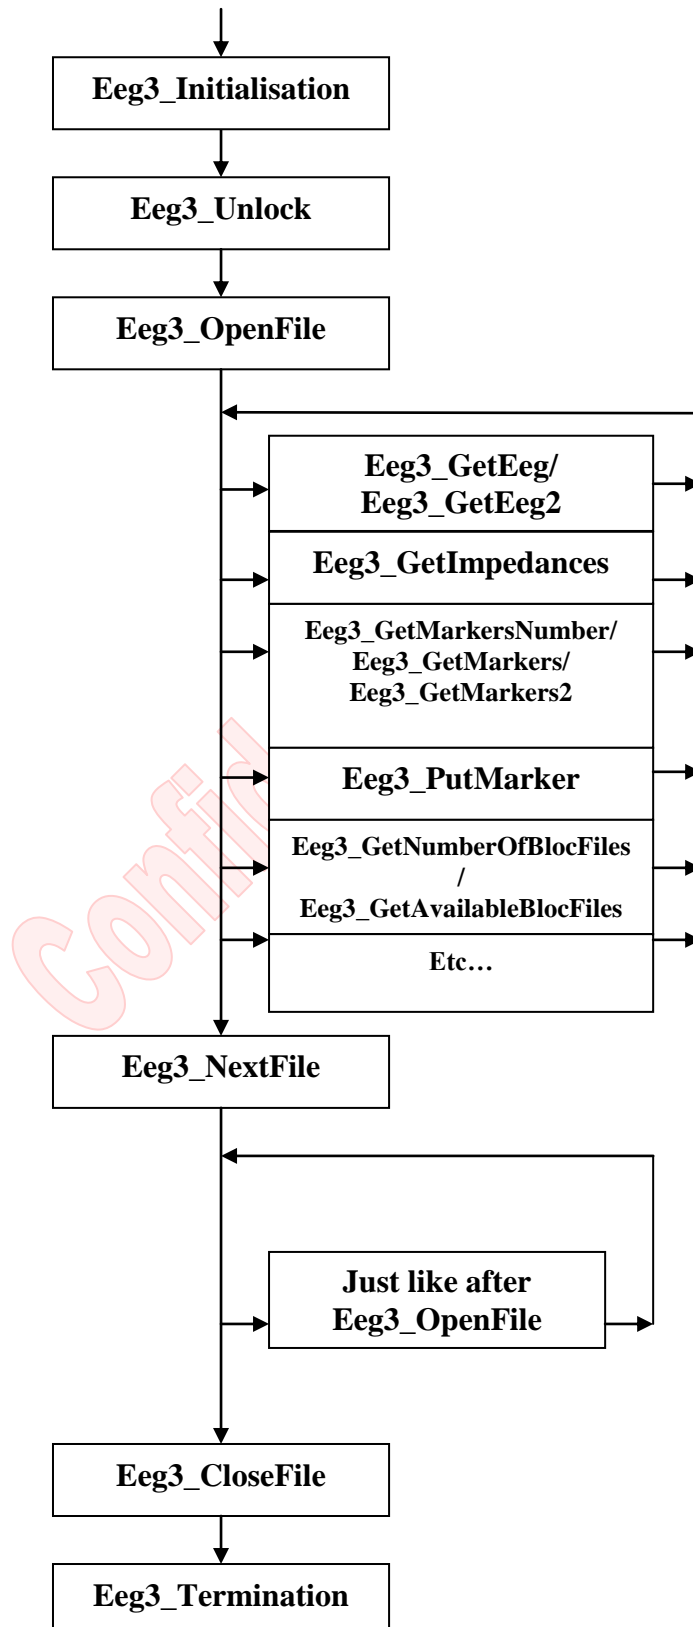 Eeg3_Initialisation
Eeg3_Unlock
Eeg3_OpenFile
Eeg3_GetEeg/
Eeg3_GetEeg2
Eeg3_GetImpedances
Eeg3_GetMarkersNumber/
Eeg3_GetMarkers/
Eeg3_GetMarkers2
Eeg3_PutMarker
Eeg3_GetNumberOfBlocFiles
/
Eeg3_GetAvailableBlocFiles
Etc…
Confid
Eeg3_NextFile
Just like after
Eeg3_OpenFile
Eeg3_CloseFile
Eeg3_Termination